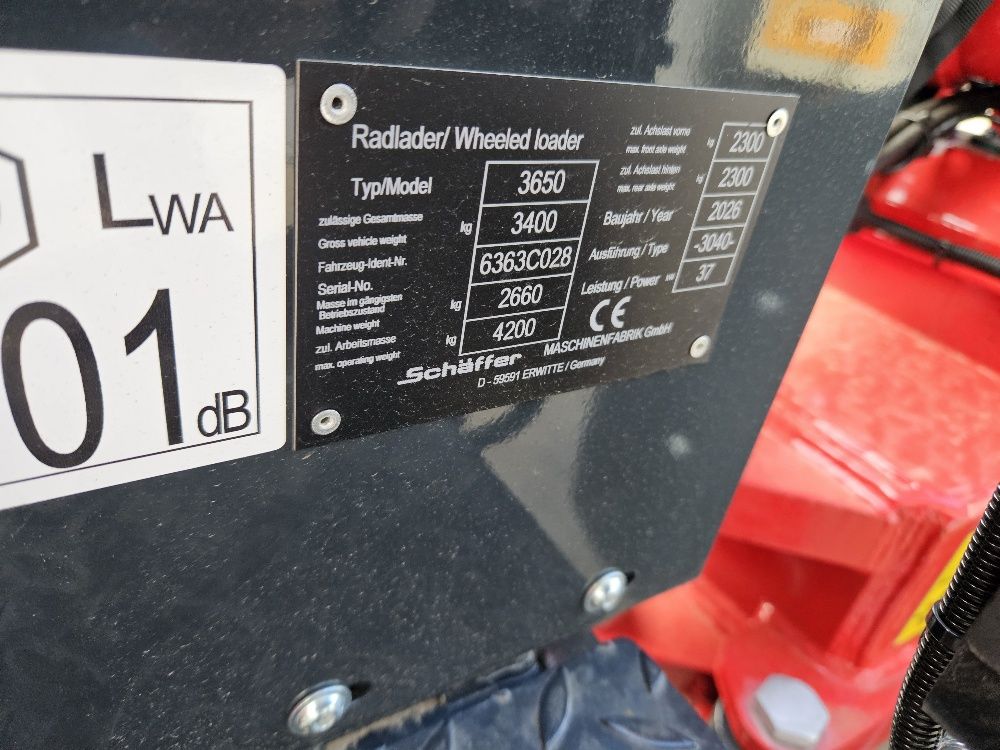 LWA
01
dB
Radlader/ Wheeled loader
Typ/Model 3650
zulässige Gesamtmasse
Gross vehicle weight kg 3400
Fahrzeug-Ident-Nr.
Serial-No. 6363C028
Masse im gängigsten
Betriebszustand
Machine weight kg 2660
zul. Arbeitsmasse
max. operating weight kg 4200
zul. Achslast vorne
max. front axle weight kg 2300
zul. Achslast hinten
max. rear axle weight kg 2300
Baujahr / Year 2026
Ausführung / Type -3040-
Leistung / Power kW 37
CE
Schäffer MASCHINENFABRIK GmbH
D - 59591 ERWITTE / Germany